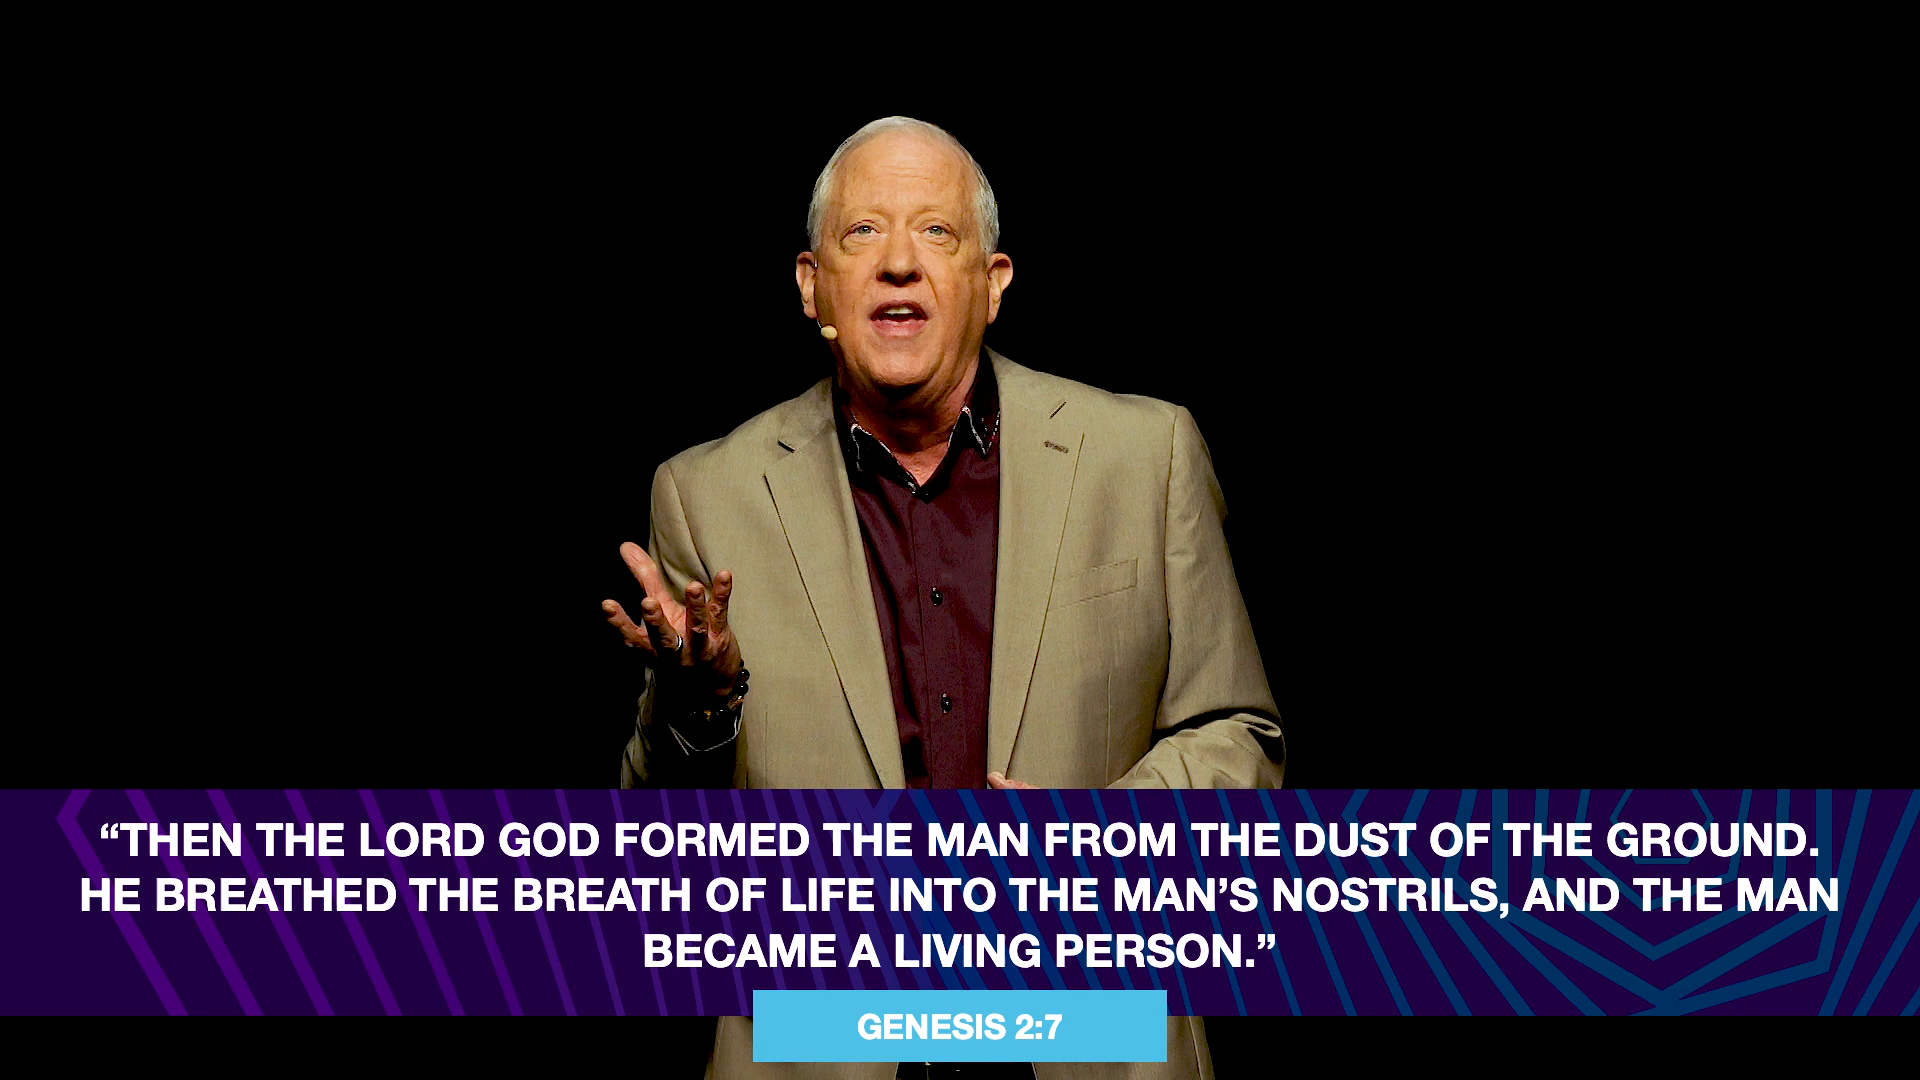 “THEN THE LORD GOD FORMED THE MAN FROM THE DUST OF THE GROUND.
HE BREATHED THE BREATH OF LIFE INTO THE MAN’S NOSTRILS, AND THE MAN
BECAME A LIVING PERSON.”
GENESIS 2:7